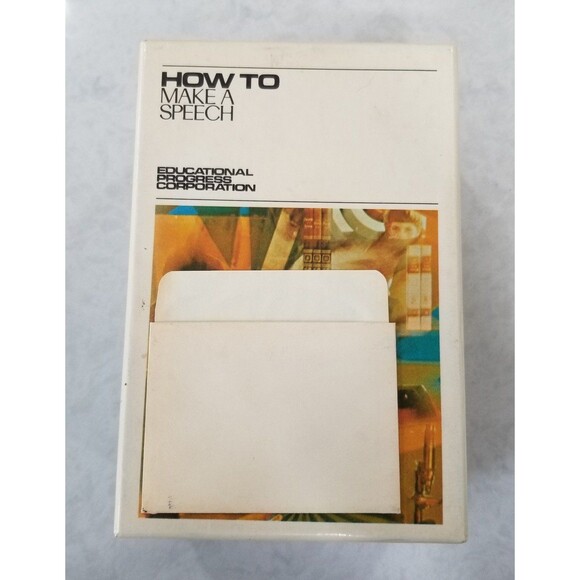 HOW TO
MAKE A
SPEECH
EDUCATIONAL
PROGRESS
CORPORATION